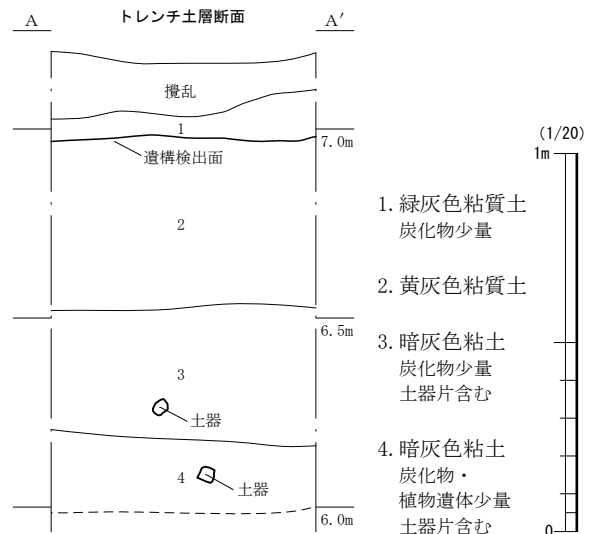 トレンチ土層断面
A
A′
攪乱
1
7.0m
遺構検出面
2
6.5m
3
土器
4
土器
6.0m
(1/20)
1m
0
1. 緑灰色粘質土
炭化物少量
2. 黄灰色粘質土
3. 暗灰色粘土
炭化物少量
土器片含む
4. 暗灰色粘土
炭化物・
植物遺体少量
土器片含む